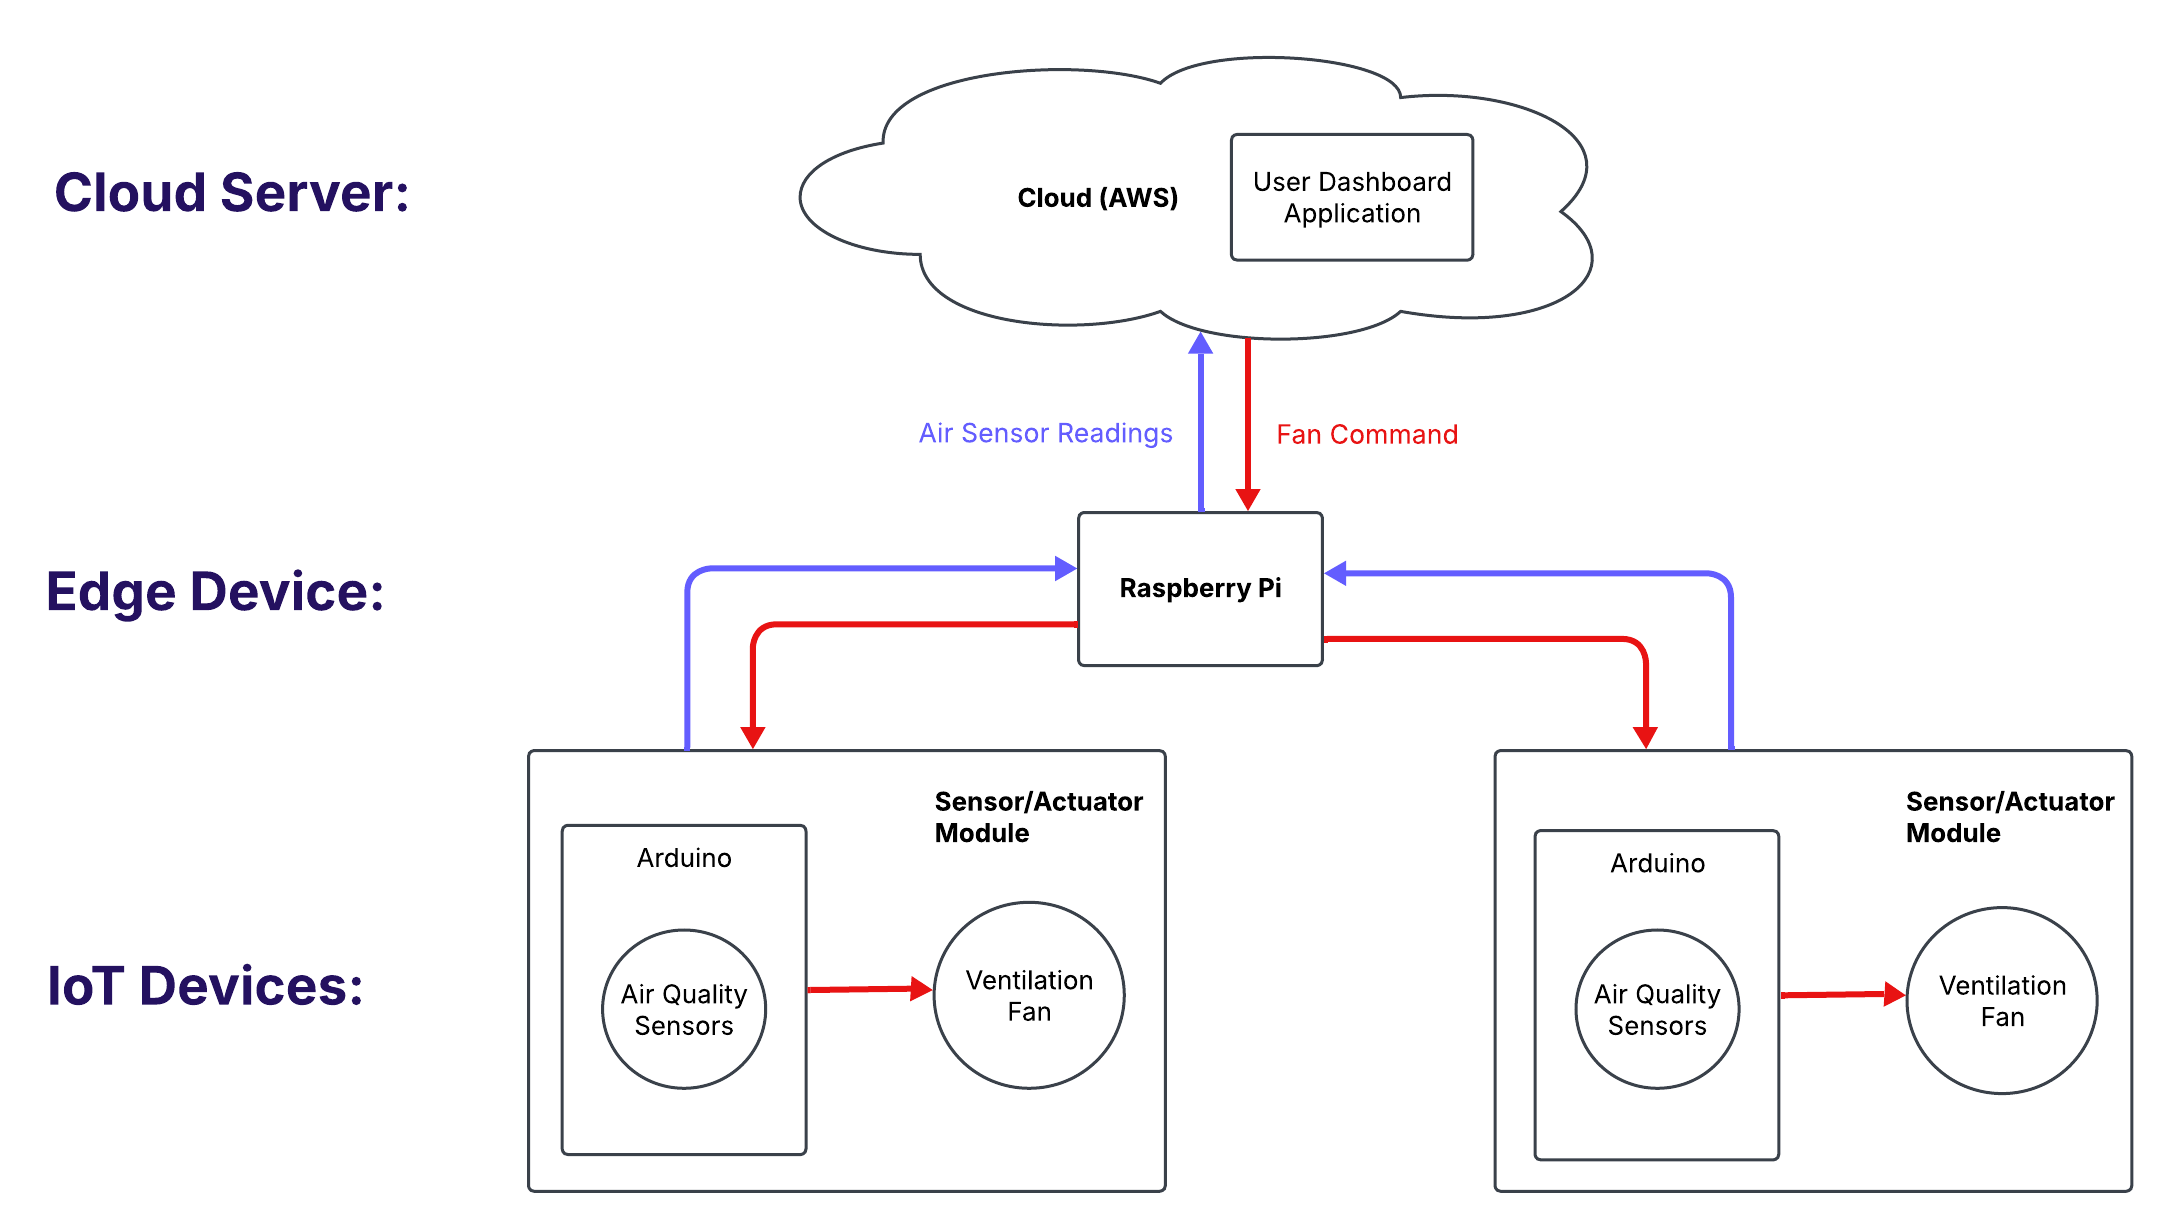 Cloud Server:
Cloud (AWS)
User Dashboard
Application
Air Sensor Readings
Fan Command
Edge Device:
Raspberry Pi
IoT Devices:
Sensor/Actuator
Module
Arduino
Air Quality
Sensors
Ventilation
Fan
Sensor/Actuator
Module
Arduino
Air Quality
Sensors
Ventilation
Fan